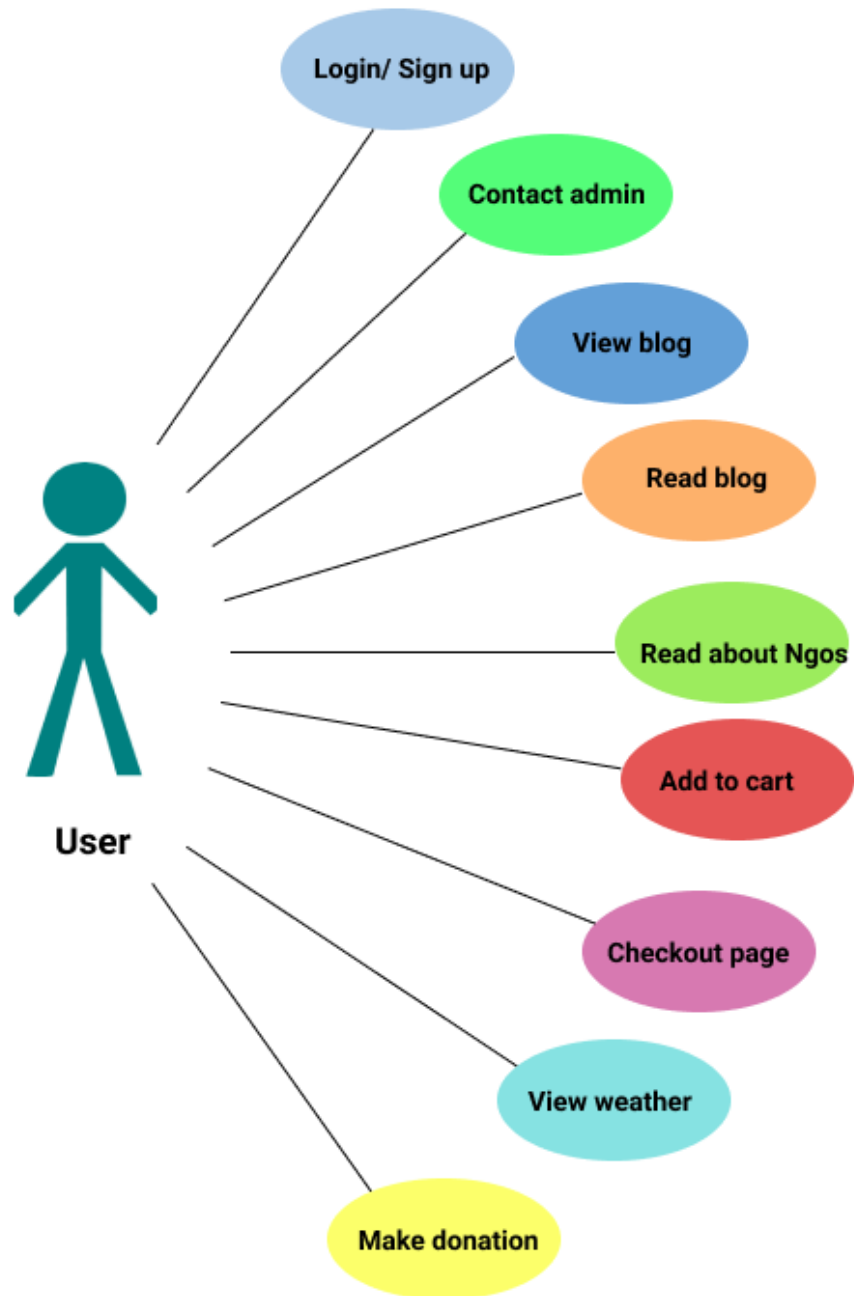 Login/ Sign up
Contact admin
View blog
Read blog
Read about Ngos
Add to cart
User
Checkout page
View weather
Make donation